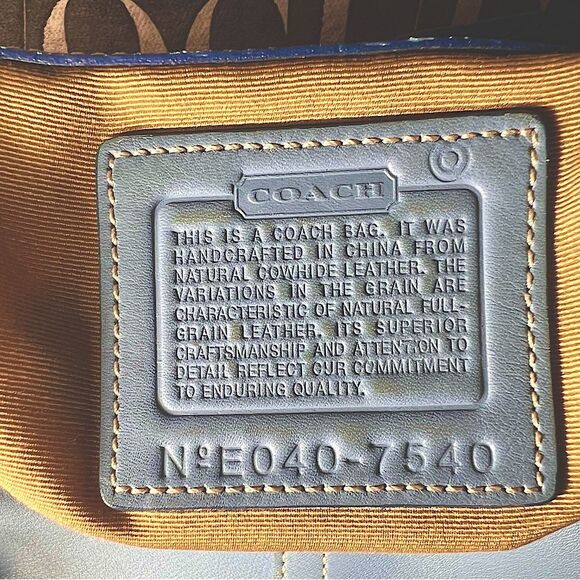 COACH
THIS IS A COACH BAG. IT WAS
HANDCRAFTED IN CHINA FROM
NATURAL COWHIDE LEATHER. THE
VARIATIONS IN THE GRAIN ARE
CHARACTERISTIC OF NATURAL FULL-
GRAIN LEATHER. ITS SUPERIOR
CRAFTSMANSHIP AND ATTENTION TO
DETAIL REFLECT OUR COMMITMENT
TO ENDURING QUALITY.
NºE040-7540